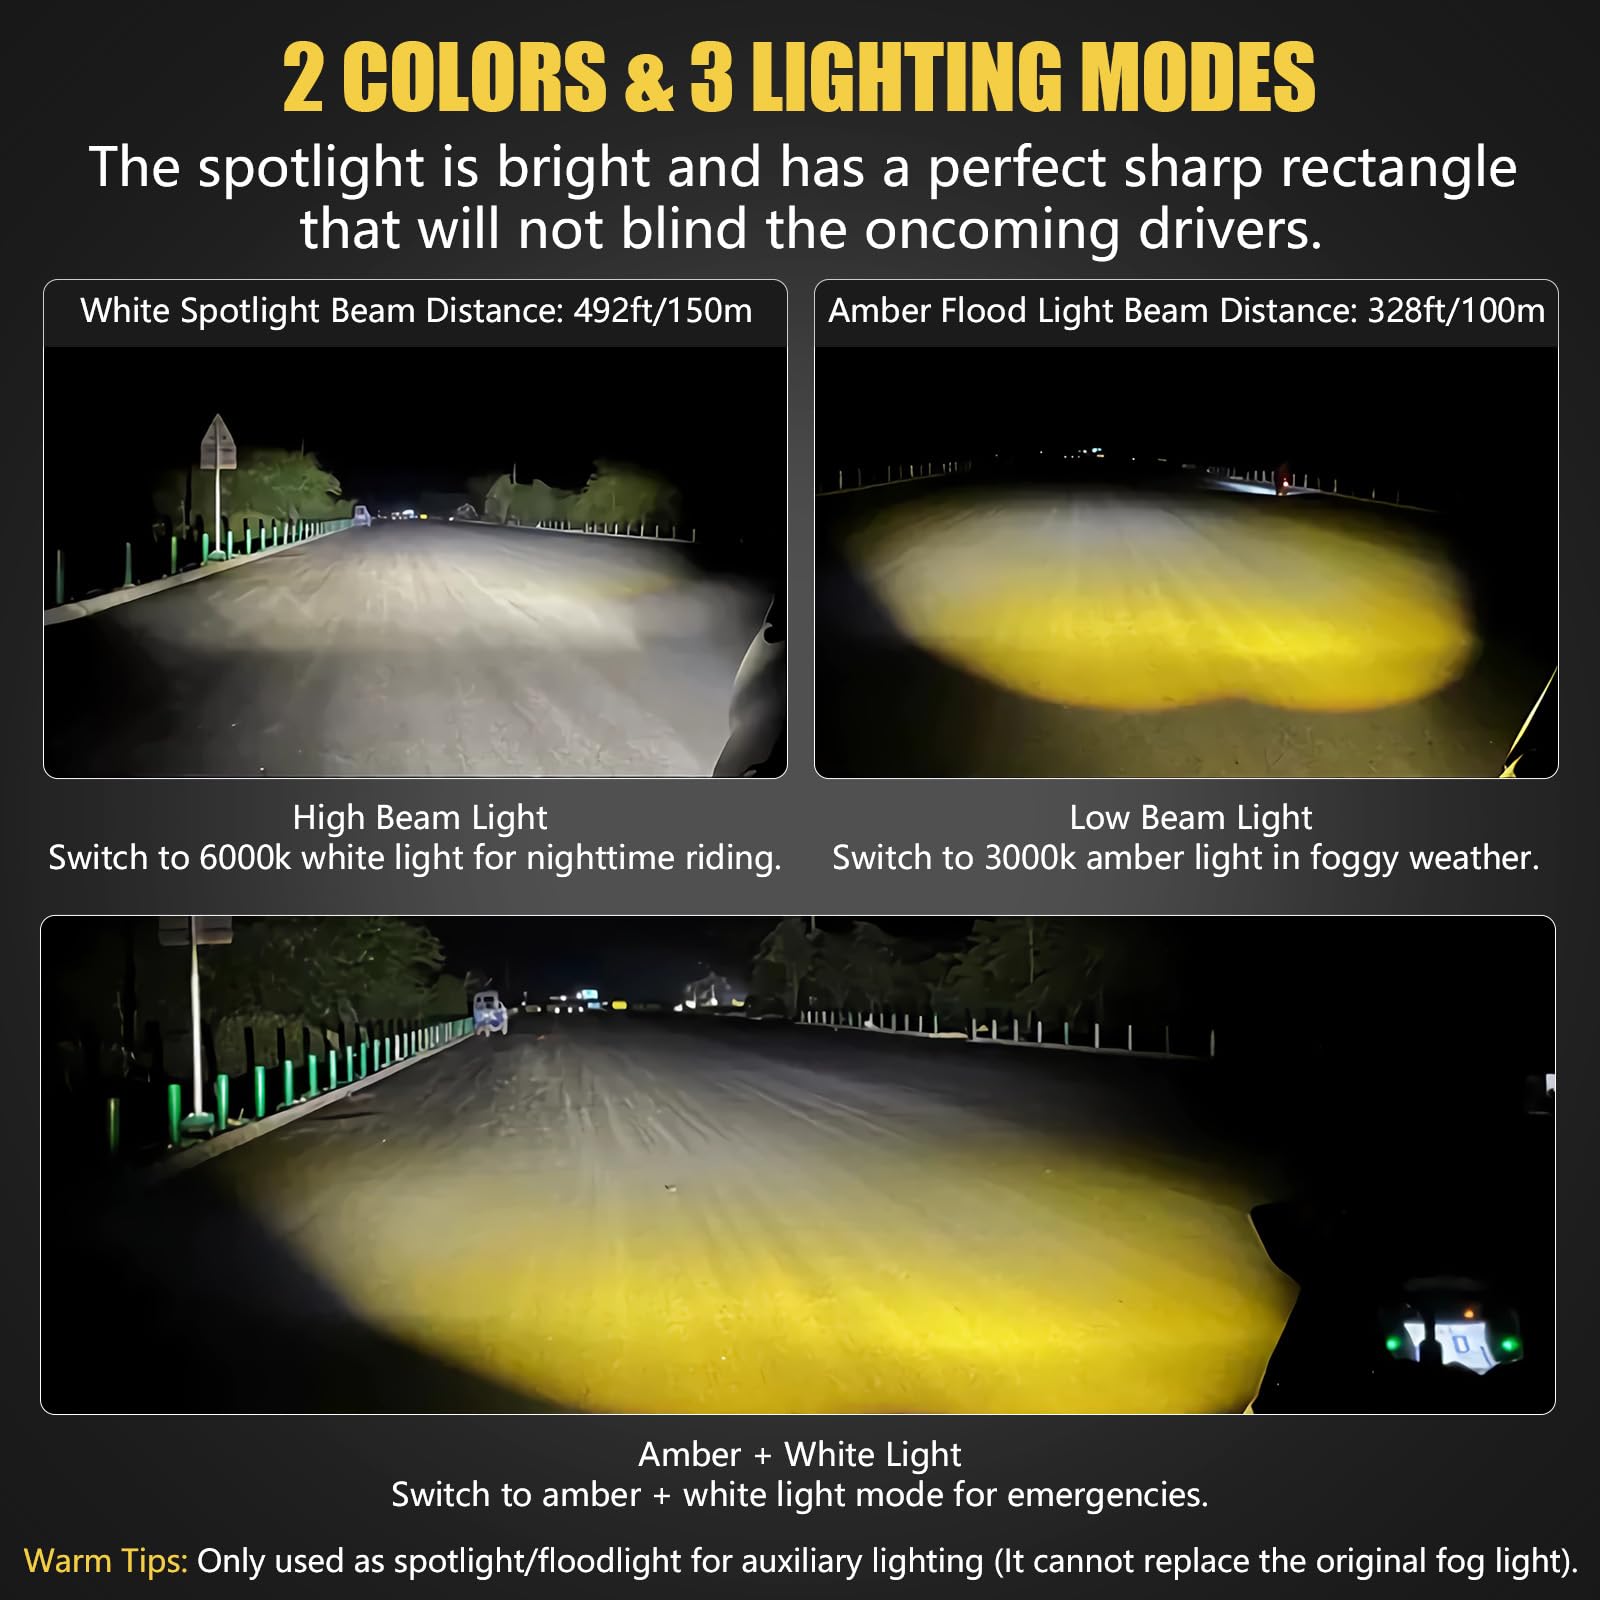 2 COLORS & 3 LIGHTING MODES
The spotlight is bright and has a perfect sharp rectangle
that will not blind the oncoming drivers.
White Spotlight Beam Distance: 492ft/150m
Amber Flood Light Beam Distance: 328ft/100m
High Beam Light
Switch to 6000k white light for nighttime riding.
Low Beam Light
Switch to 3000k amber light in foggy weather.
Amber + White Light
Switch to amber + white light mode for emergencies.
Warm Tips: Only used as spotlight/floodlight for auxiliary lighting (It cannot replace the original fog light).